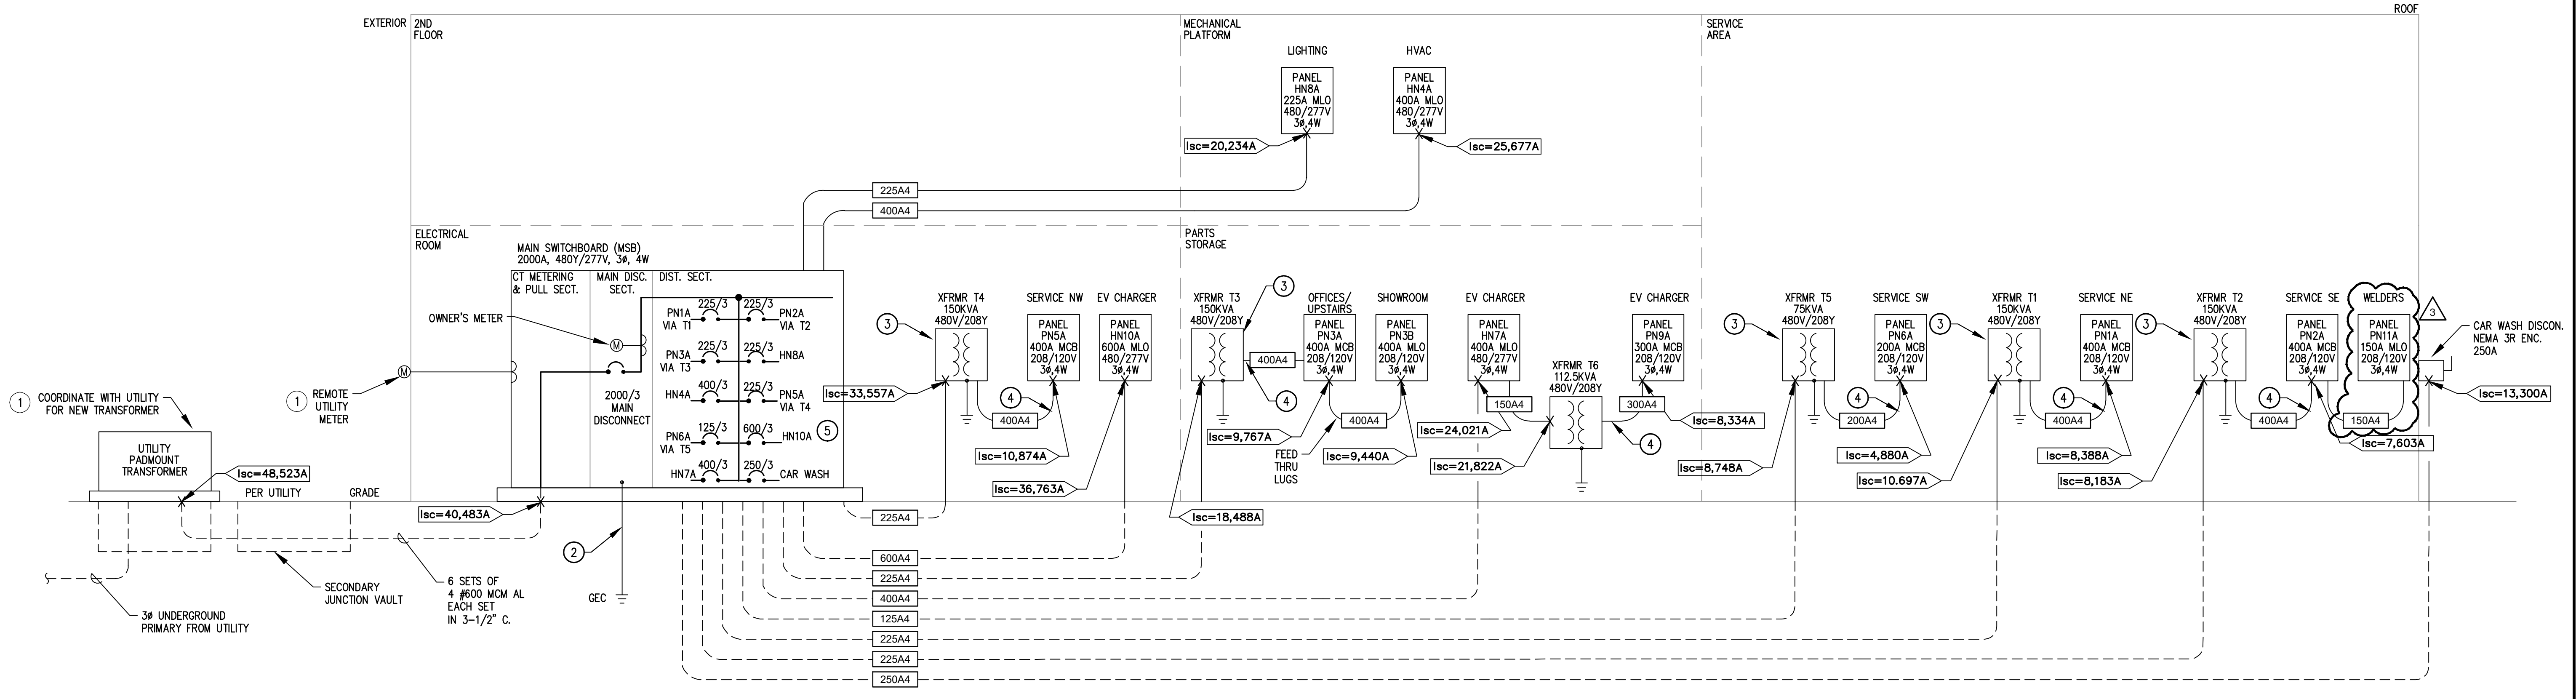 EXTERIOR
2ND
FLOOR
MECHANICAL
PLATFORM
SERVICE
AREA
ROOF
LIGHTING
HVAC
PANEL
HN8A
225A MLO
480/277V
3ø,4W
PANEL
HN4A
400A MLO
480/277V
3ø,4W
Isc=20,234A
Isc=25,677A
225A4
400A4
ELECTRICAL
ROOM
PARTS
STORAGE
MAIN SWITCHBOARD (MSB)
2000A, 480Y/277V, 3ø, 4W
CT METERING
& PULL SECT.
MAIN DISC.
SECT.
DIST. SECT.
OWNER'S METER
M
M
2000/3
MAIN
DISCONNECT
225/3
225/3
PN1A
VIA T1
PN2A
VIA T2
225/3
225/3
PN3A
VIA T3
HN8A
400/3
225/3
HN4A
PN5A
VIA T4
125/3
600/3
PN6A
VIA T5
HN10A
5
400/3
250/3
HN7A
CAR WASH
1
COORDINATE WITH UTILITY
FOR NEW TRANSFORMER
1
REMOTE
UTILITY
METER
UTILITY
PADMOUNT
TRANSFORMER
Isc=48,523A
PER UTILITY
GRADE
Isc=40,483A
2
GEC
SECONDARY
JUNCTION VAULT
6 SETS OF
4 #600 MCM AL
EACH SET
IN 3-1/2" C.
3ø UNDERGROUND
PRIMARY FROM UTILITY
XFRMR T4
150KVA
480V/208Y
3
Isc=33,557A
SERVICE NW
PANEL
PN5A
400A MCB
208/120V
3ø,4W
4
400A4
Isc=10,874A
EV CHARGER
PANEL
HN10A
600A MLO
480/277V
3ø,4W
Isc=36,763A
XFRMR T3
150KVA
480V/208Y
3
400A4
4
Isc=18,488A
OFFICES/
UPSTAIRS
PANEL
PN3A
400A MCB
208/120V
3ø,4W
Isc=9,767A
FEED
THRU
LUGS
400A4
SHOWROOM
PANEL
PN3B
400A MCB
208/120V
3ø,4W
Isc=9,440A
EV CHARGER
PANEL
HN7A
400A MLO
480/277V
3ø,4W
150A4
Isc=24,021A
Isc=21,822A
XFRMR T6
112.5KVA
480V/208Y
4
EV CHARGER
PANEL
PN9A
300A MCB
208/120V
3ø,4W
300A4
Isc=8,334A
XFRMR T5
75KVA
480V/208Y
3
Isc=8,748A
200A4
4
SERVICE SW
PANEL
PN6A
200A MCB
208/120V
3ø,4W
Isc=4,880A
XFRMR T1
150KVA
480V/208Y
3
Isc=10.697A
400A4
4
SERVICE NE
PANEL
PN1A
400A MCB
208/120V
3ø,4W
Isc=8,388A
XFRMR T2
150KVA
480V/208Y
3
Isc=8,183A
400A4
4
SERVICE SE
PANEL
PN2A
400A MCB
208/120V
3ø,4W
Isc=7,603A
WELDERS
PANEL
PN11A
150A MLO
208/120V
3ø,4W
150A4
3
CAR WASH DISCON.
NEMA 3R ENC.
250A
Isc=13,300A
225A4
600A4
225A4
400A4
125A4
225A4
225A4
250A4